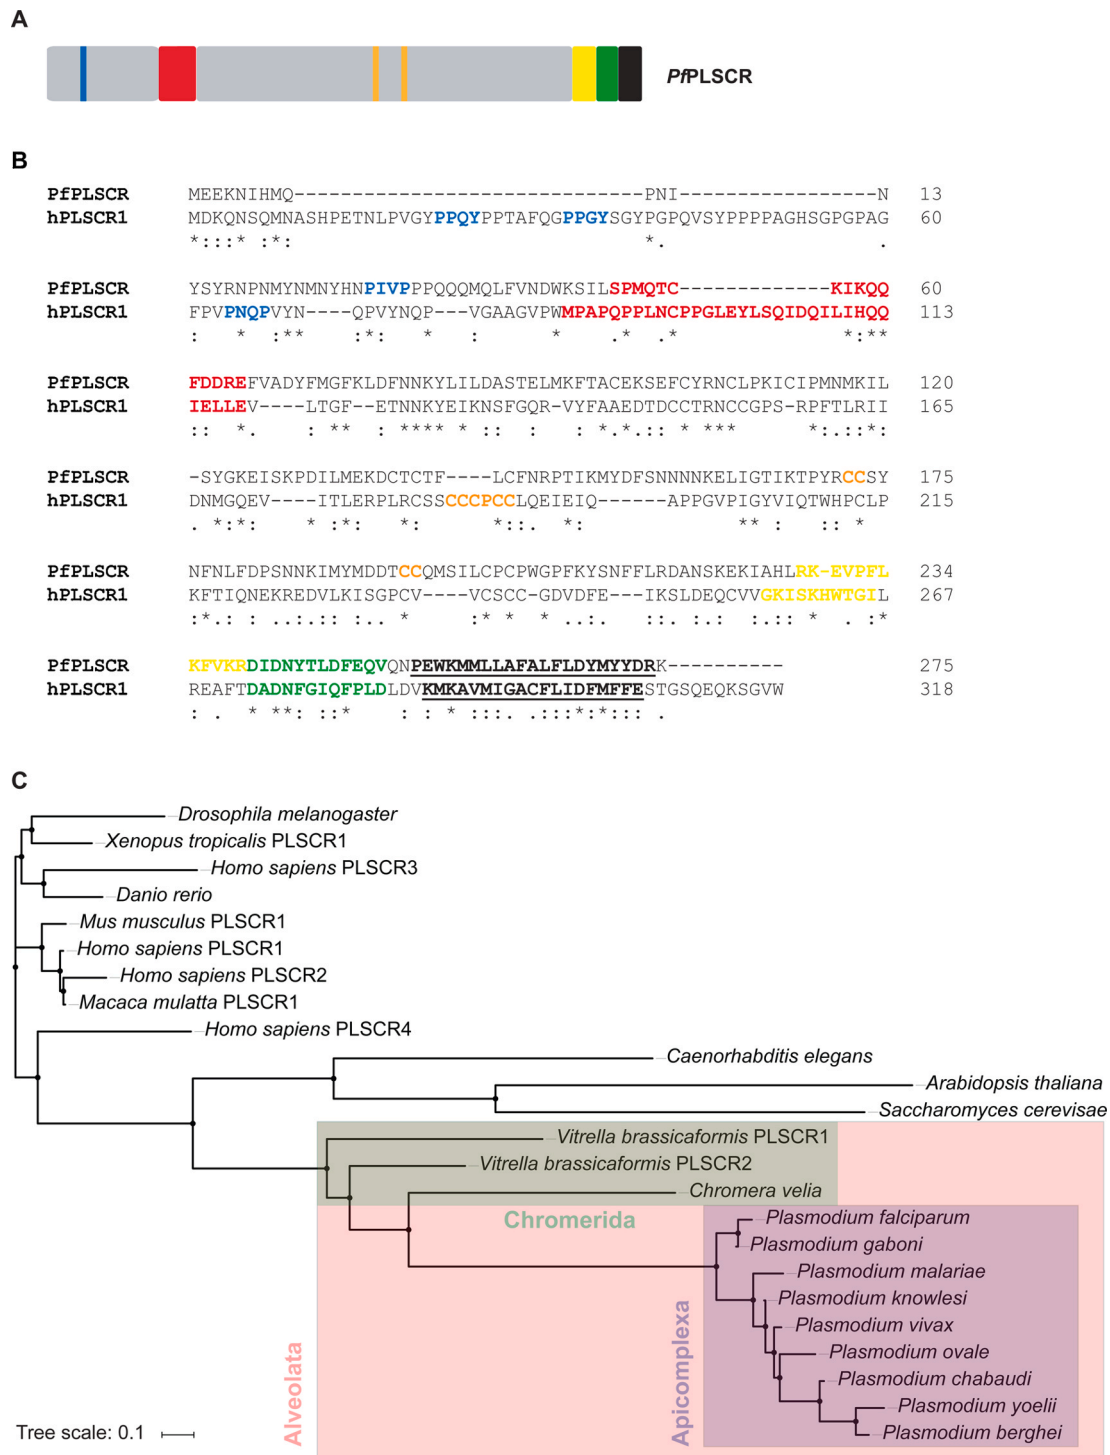 A
PfPLSCR
B
PfPLSCR MEEKNIHMQ------------------------------PNI-----------------N 13
hPLSCR1 MDKQNSQMNASHPETNLPVGYPPQYPPTAFQGPPGYSGYPGPQVSYPPPPAGHSGPGPAG 60
*:::* :*: *. .
PfPLSCR YSYRNPNMYNMNYHNPIVPPPQQQMQLFVNDWKSILSPMQTC-------------KIKQQ 60
hPLSCR1 FPVPNQPVYN----QPVYNQP---VGAAGVPWMPAPQPPLNCPPGLEYLSQIDQILIHQQ 113
: * :* :*: * : * .* . *:**
PfPLSCR FDDREFVADYFMGFKLDFNNKYLILDASTELMKFTACEKSEFCYRNCLPKICIPMNMKIL 120
hPLSCR1 IELLEV----LTGF--ETNNKYEIKNSFGQR-VYFAAEDTDCCTRNCCGPS-RPFTLRII 165
:: *. : ** : **** * :: : : *.*.:: * *** *:.::*:
PfPLSCR -SYGKEISKPDILMEKDCTCTF----LCFNRPTIKMYDFSNNNNKELIGTIKTPYRCCSY 175
hPLSCR1 DNMGQEV----ITLERPLRCSSCCCPCCLQEIEIQ------APPGVPIGYVIQTWHPCLP 215
. *:*: * :*: *: *::. *: ** : :: *
PfPLSCR NFNLFDPSNNKIMYMDDTCCQMSILCPCPWGPFKYSNFFLRDANSKEKIAHLRK-EVPFL 234
hPLSCR1 KFTIQNEKREDVLKISGPCV----VCSCC-GDVDFE---IKSLDEQCVVGKISKHWTGIL 267
:*.: : ..:.:: :.. * :*.* * ..:. ::. :.: :.:: * . :*
PfPLSCR KFVKRDIDNYTLDFEQVQNPEWKMMLLAFALFLDYMYYDRK---------- 275
hPLSCR1 REAFTDADNFGIQFPLDLDVKMKAVMIGACFLIDFMFFESTGSQEQKSGVW 318
: . * **: ::* : : * :::. .:::*:*::: .
C
Drosophila melanogaster
Xenopus tropicalis PLSCR1
Homo sapiens PLSCR3
Danio rerio
Mus musculus PLSCR1
Homo sapiens PLSCR1
Homo sapiens PLSCR2
Macaca mulatta PLSCR1
Homo sapiens PLSCR4
Caenorhabditis elegans
Arabidopsis thaliana
Saccharomyces cerevisae
Vitrella brassicaformis PLSCR1
Vitrella brassicaformis PLSCR2
Chromera velia
Chromerida
Plasmodium falciparum
Plasmodium gaboni
Plasmodium malariae
Plasmodium knowlesi
Plasmodium vivax
Plasmodium ovale
Plasmodium chabaudi
Plasmodium yoelii
Plasmodium berghei
Alveolata
Apicomplexa
Tree scale: 0.1